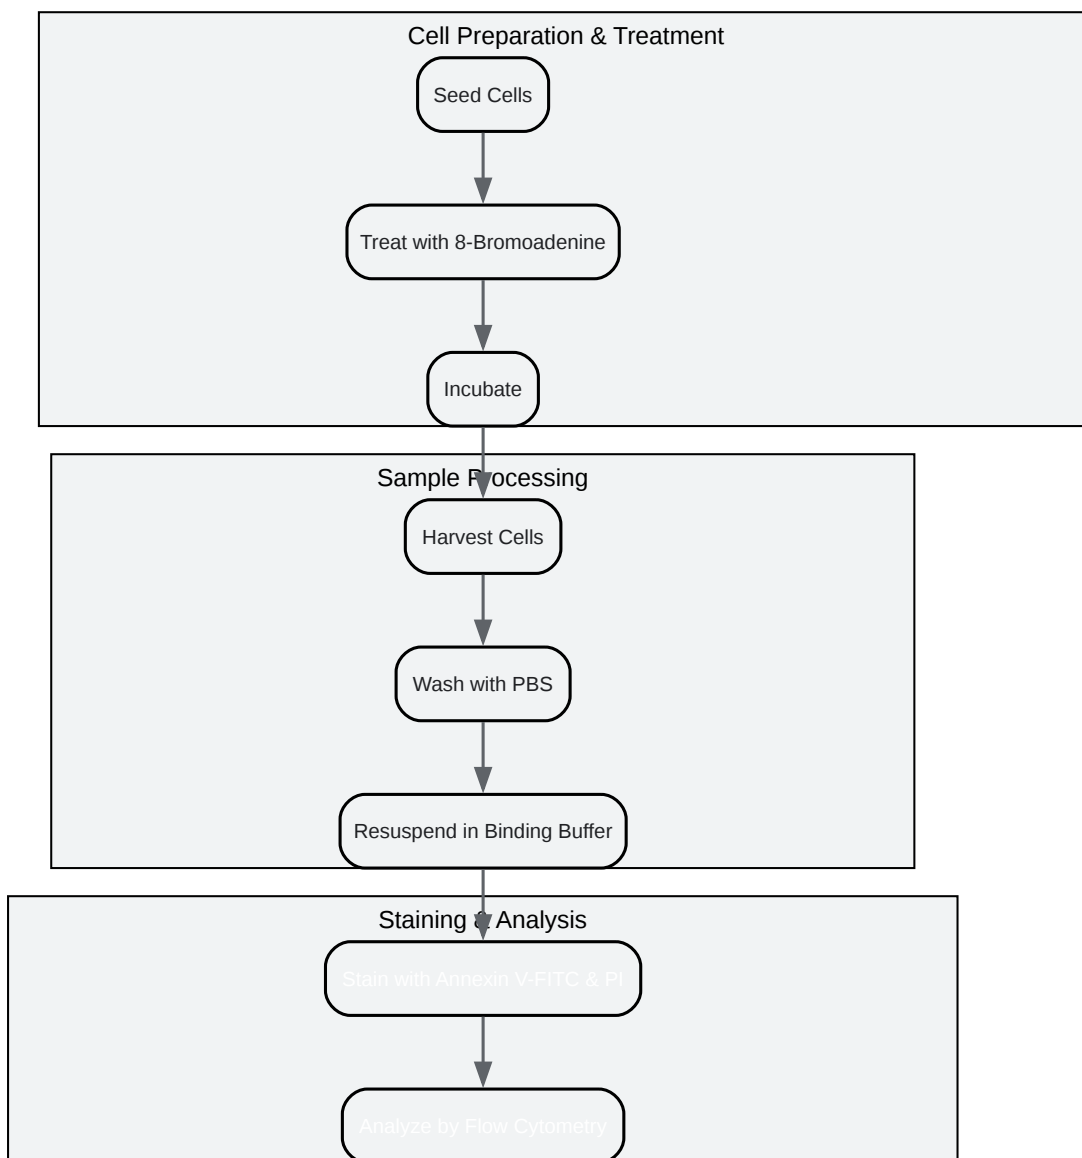 Cell Preparation & Treatment
Seed Cells
Treat with 8-Bromoadenine
Incubate
Sample Processing
Harvest Cells
Wash with PBS
Resuspend in Binding Buffer
Staining & Analysis
Stain with Annexin V-FITC & PI
Analyze by Flow Cytometry